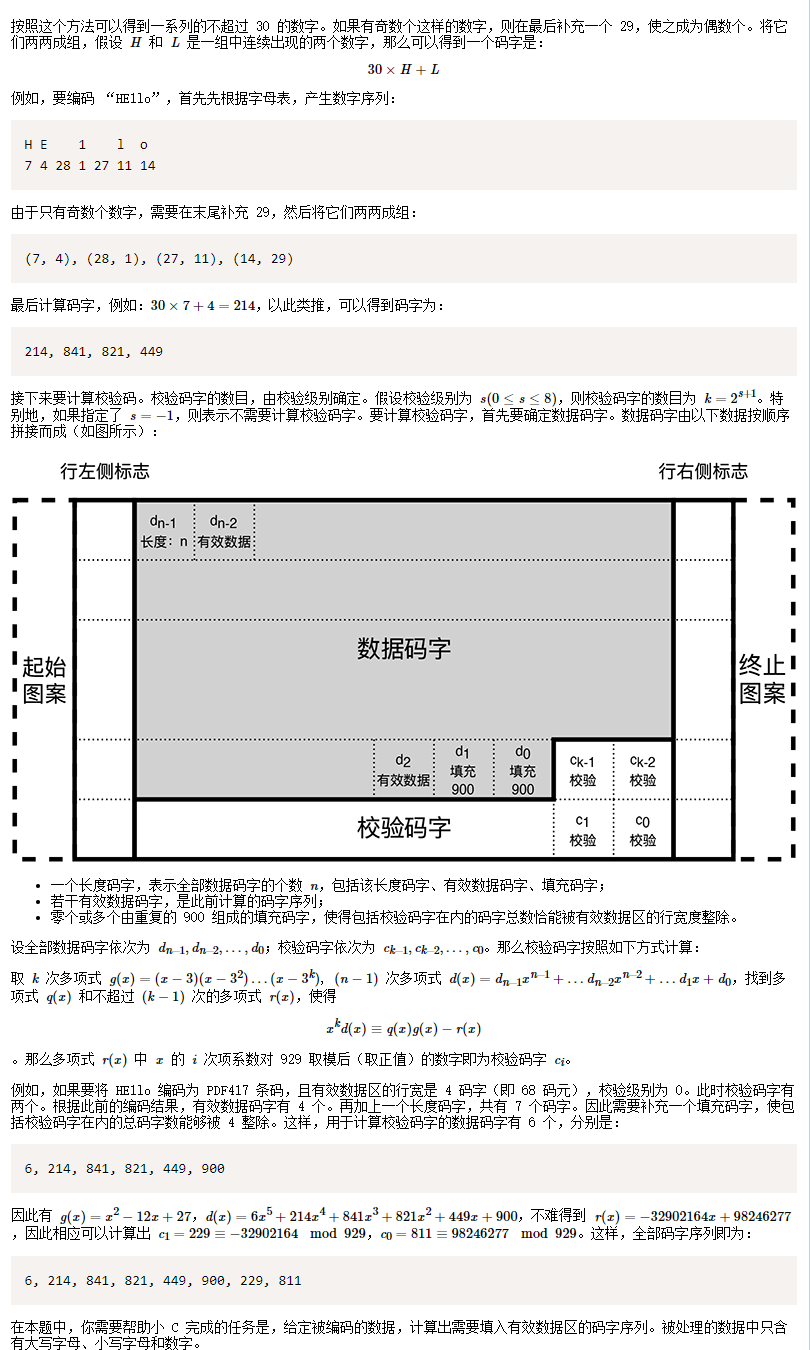 按照这个方法可以得到一系列的不超过 30 的数字。如果有奇数个这样的数字，则在最后补充一个 29，使之成为偶数个。将它
们两两成组，假设 H 和 L 是一组中连续出现的两个数字，那么可以得到一个码字是：
30 × H + L
例如，要编码 “HE1lo”，首先先根据字母表，产生数字序列：
H E 1 l o
7 4 28 1 27 11 14
由于只有奇数个数字，需要在末尾补充 29，然后将它们两两成组：
(7, 4), (28, 1), (27, 11), (14, 29)
最后计算码字，例如：30 × 7 + 4 = 214，以此类推，可以得到码字为：
214, 841, 821, 449
接下来要计算校验码。校验码字的数目，由校验级别确定。假设校验级别为 s(0 ≤ s ≤ 8)，则校验码字的数目为 k = 2^{s+1}。特
别地，如果指定了 s = −1，则表示不需要计算校验码字。要计算校验码字，首先要确定数据码字。数据码字由以下数据按顺序
拼接而成（如图所示）：
行左侧标志 行右侧标志
d_{n-1} d_{n-2}
长度：n 有效数据
数据码字
起始图案
终止图案
d_2 d_1 d_0 c_{k-1} c_{k-2}
有效数据 填充 填充 校验 校验
900 900
校验码字
c_1 c_0
校验 校验
• 一个长度码字，表示全部数据码字的个数 n，包括该长度码字、有效数据码字、填充码字；
• 若干有效数据码字，是此前计算的码字序列；
• 零个或多个由重复的 900 组成的填充码字，使得包括校验码字在内的码字总数恰能被有效数据区的行宽度整除。
设全部数据码字依次为 d_{n−1}, d_{n−2}, …, d_0；校验码字依次为 c_{k−1}, c_{k−2}, …, c_0。那么校验码字按照如下方式计算：
取 k 次多项式 g(x) = (x − 3)(x − 3^2) … (x − 3^k)，(n − 1) 次多项式 d(x) = d_{n−1}x^{n−1} + … d_{n−2}x^{n−2} + … d_1x + d_0，找到多
项式 q(x) 和不超过 (k − 1) 次的多项式 r(x)，使得
x^k d(x) ≡ q(x)g(x) − r(x)
。那么多项式 r(x) 中 x 的 i 次项系数对 929 取模后（取正值）的数字即为校验码字 c_i。
例如，如果要将 HE1lo 编码为 PDF417 条码，且有效数据区的行宽是 4 码字（即 68 码元），校验级别为 0。此时校验码字有
两个。根据此前的编码结果，有效数据码字有 4 个。再加上一个长度码字，共有 7 个码字。因此需要补充一个填充码字，使包
括校验码字在内的总码字数能够被 4 整除。这样，用于计算校验码字的数据码字有 6 个，分别是：
6, 214, 841, 821, 449, 900
因此有 g(x) = x^2 − 12x + 27，d(x) = 6x^5 + 214x^4 + 841x^3 + 821x^2 + 449x + 900，不难得到 r(x) = −32902164x + 98246277
，因此相应可以计算出 c_1 = 229 ≡ −32902164 mod 929，c_0 = 811 ≡ 98246277 mod 929。这样，全部码字序列即为：
6, 214, 841, 821, 449, 900, 229, 811
在本题中，你需要帮助小 C 完成的任务是，给定被编码的数据，计算出需要填入有效数据区的码字序列。被处理的数据中只含
有大写字母、小写字母和数字。